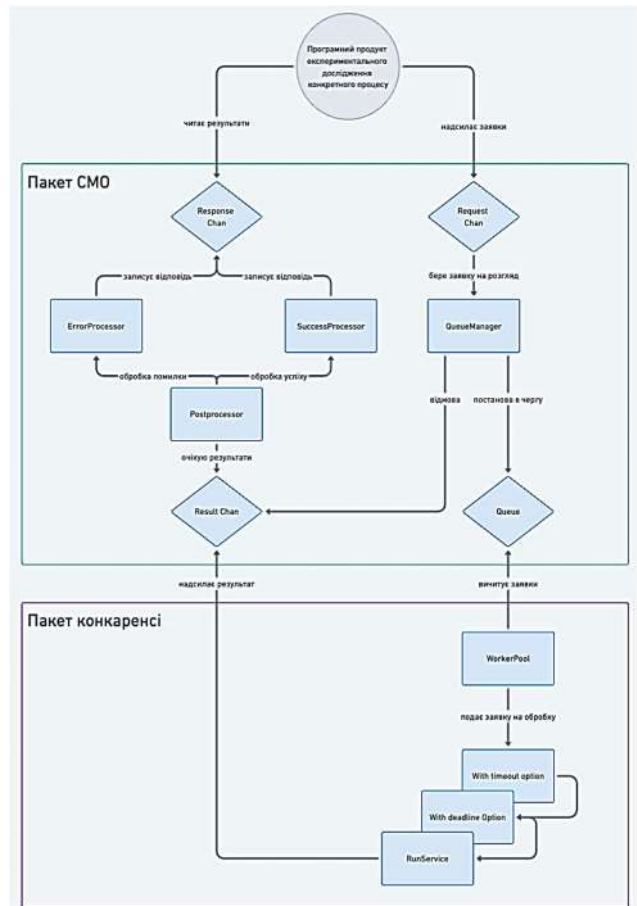 Програмний продукт
експериментального
дослідження
конкретного процесу
читає результати
надсилає заявки
Пакет СМО
Response
Chan
Request
Chan
записує відповідь
записує відповідь
бере заявку на розгляд
ErrorProcessor
SuccessProcessor
QueueManager
обробка помилки
обробка успіху
відмова
постанова в чергу
Postprocessor
очікую результати
Result Chan
Queue
надсилає результат
вичитує заявки
Пакет конкаренсі
WorkerPool
подає заявку на обробку
With timeout option
With deadline Option
RunService